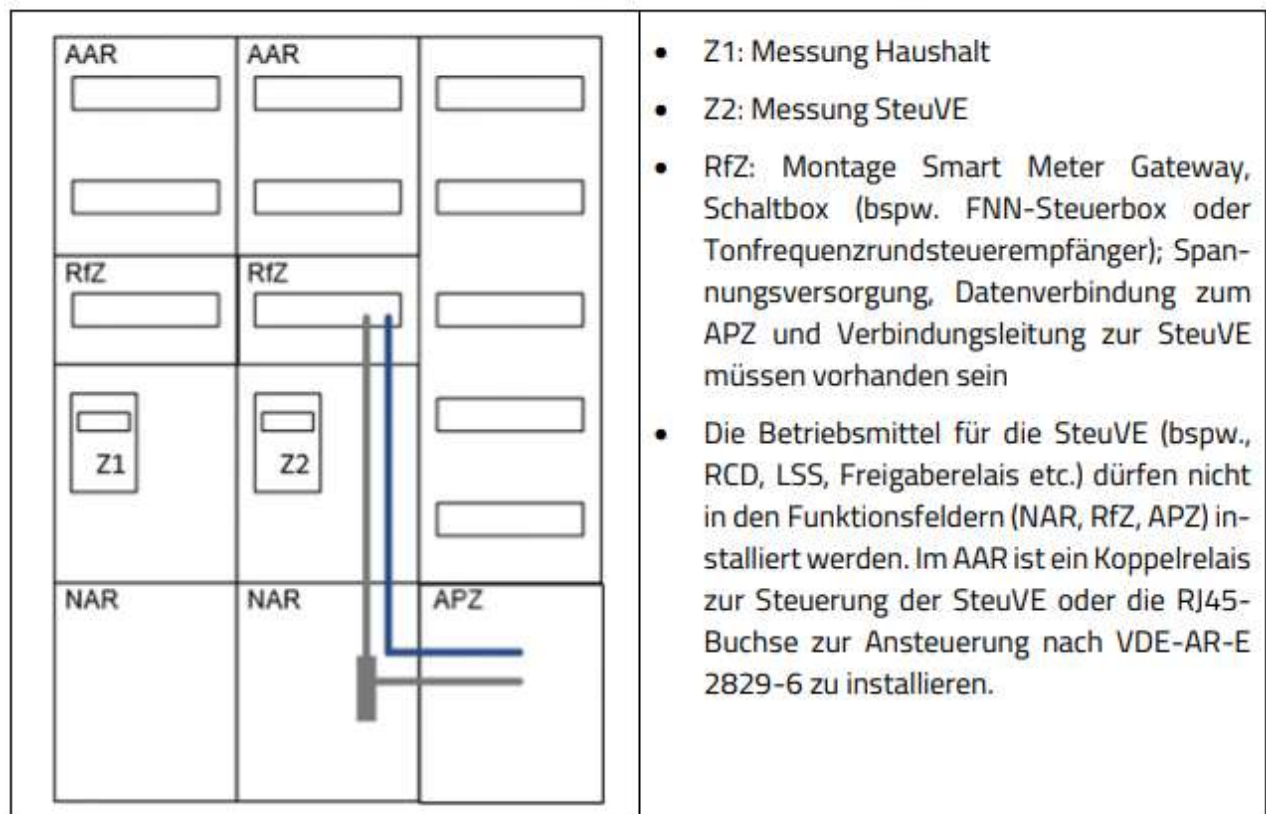 AAR
AAR
RfZ
RfZ
Z1
Z2
NAR
NAR
APZ
• Z1: Messung Haushalt
• Z2: Messung SteuVE
• RfZ: Montage Smart Meter Gateway,
Schaltbox (bspw. FNN-Steuerbox oder
Tonfrequenzrundsteuerempfänger); Span-
nungsversorgung, Datenverbindung zum
APZ und Verbindungsleitung zur SteuVE
müssen vorhanden sein
• Die Betriebsmittel für die SteuVE (bspw.,
RCD, LSS, Freigaberelais etc.) dürfen nicht
in den Funktionsfeldern (NAR, RfZ, APZ) in-
stalliert werden. Im AAR ist ein Koppelrelais
zur Steuerung der SteuVE oder die RJ45-
Buchse zur Ansteuerung nach VDE-AR-E
2829-6 zu installieren.